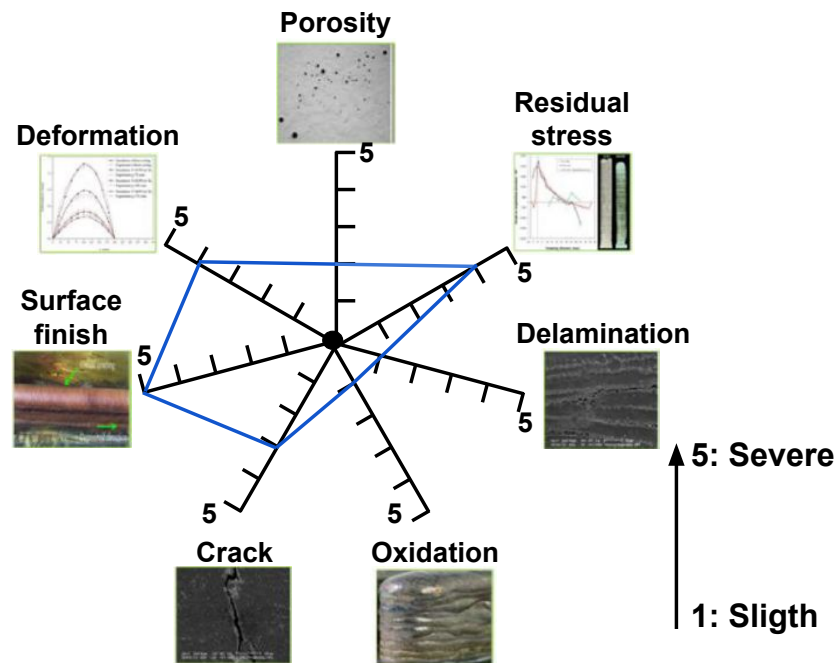 Porosity
Residual
stress
Deformation
5
5
5
Surface
finish
5
Delamination
5
5: Severe
5
5
Crack
Oxidation
1: Sligth